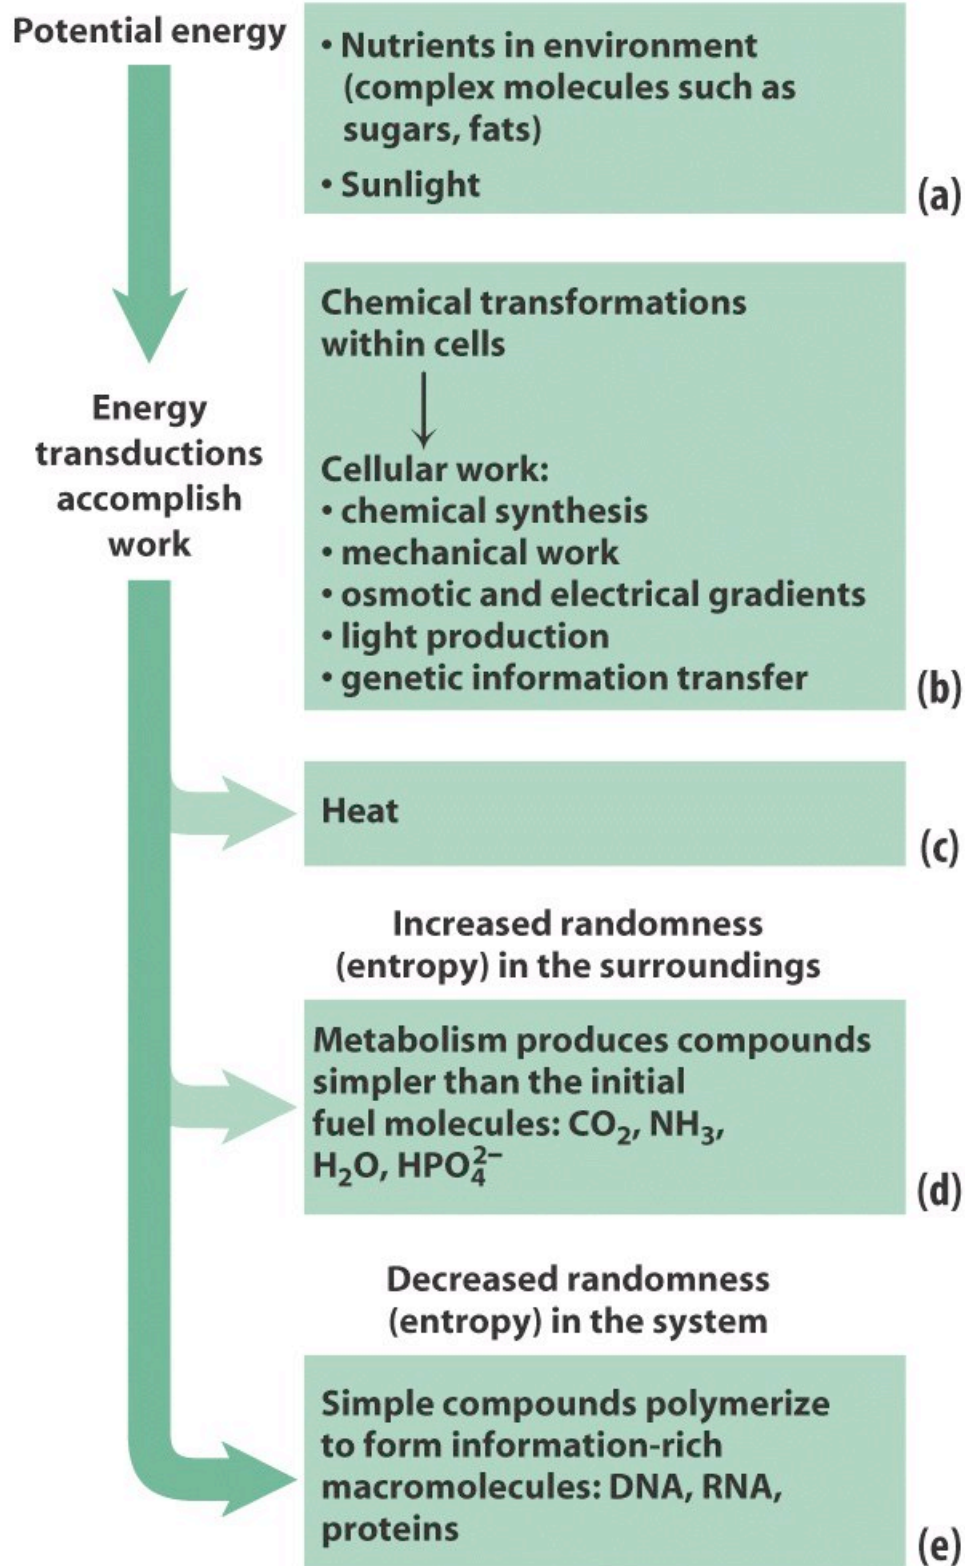 Potential energy
• Nutrients in environment
(complex molecules such as
sugars, fats)
• Sunlight
(a)
Energy
transductions
accomplish
work
Chemical transformations
within cells
Cellular work:
• chemical synthesis
• mechanical work
• osmotic and electrical gradients
• light production
• genetic information transfer
(b)
Heat
(c)
Increased randomness
(entropy) in the surroundings
Metabolism produces compounds
simpler than the initial
fuel molecules: CO₂, NH₃,
H₂O, HPO₄²⁻
(d)
Decreased randomness
(entropy) in the system
Simple compounds polymerize
to form information-rich
macromolecules: DNA, RNA,
proteins
(e)